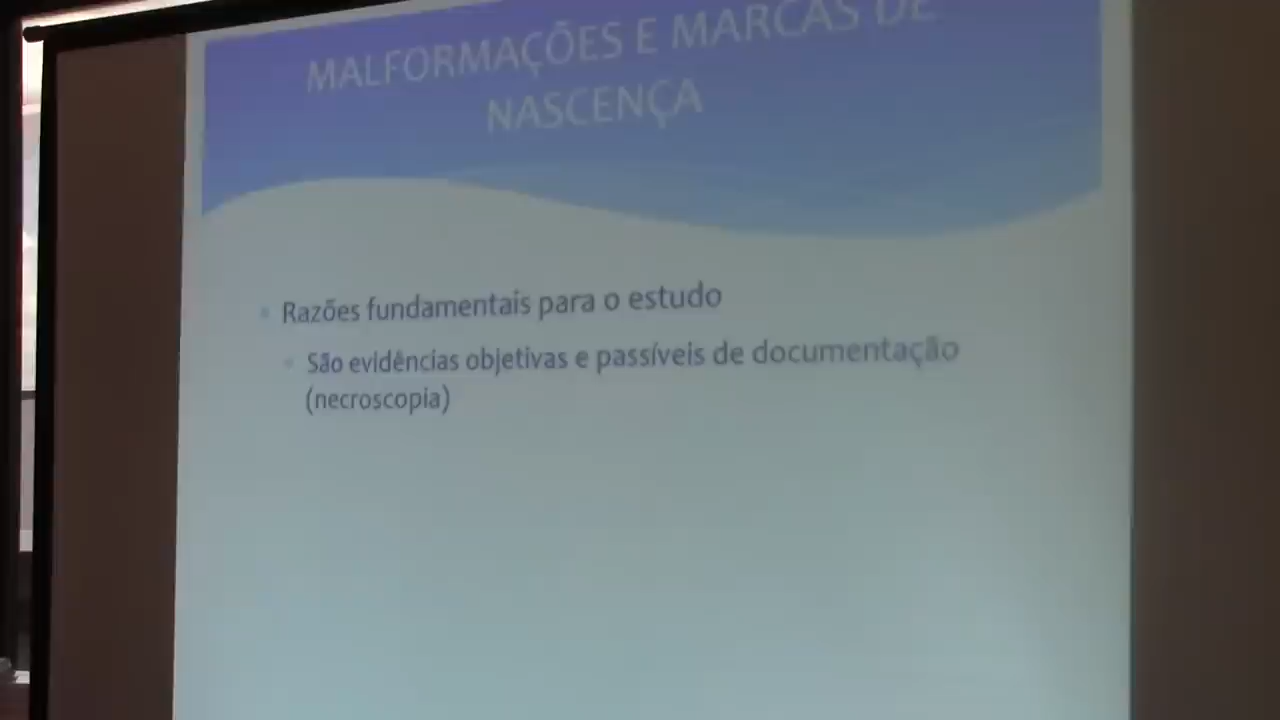 MALFORMAÇÕES E MARCAS DE
NASCENÇA
Razões fundamentais para o estudo
São evidências objetivas e passíveis de documentação
(necroscopia)